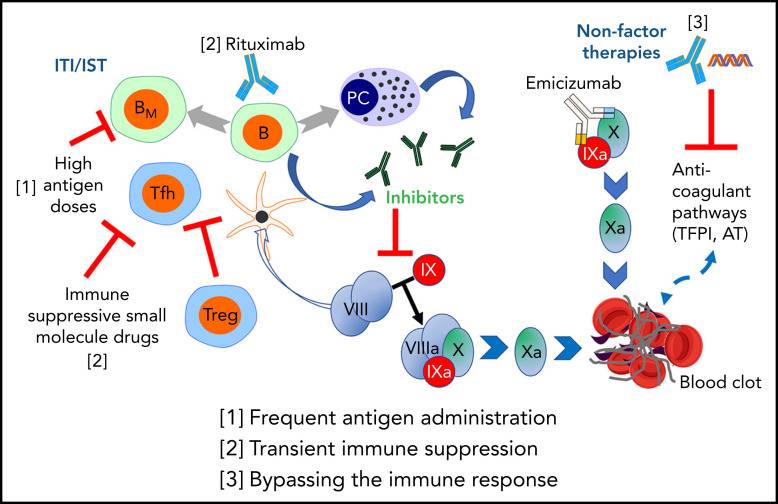 ITI/IST
[2] Rituximab
[3]
Non-factor
therapies
Emicizumab
B_M
B
PC
X
IXa
High
[1] antigen
doses
Tfh
Inhibitors
Anti-
coagulant
pathways
(TFPI, AT)
Xa
IX
VIII
Immune
suppressive small
molecule drugs
[2]
Treg
VIIIa
X
IXa
Xa
Blood clot
[1] Frequent antigen administration
[2] Transient immune suppression
[3] Bypassing the immune response